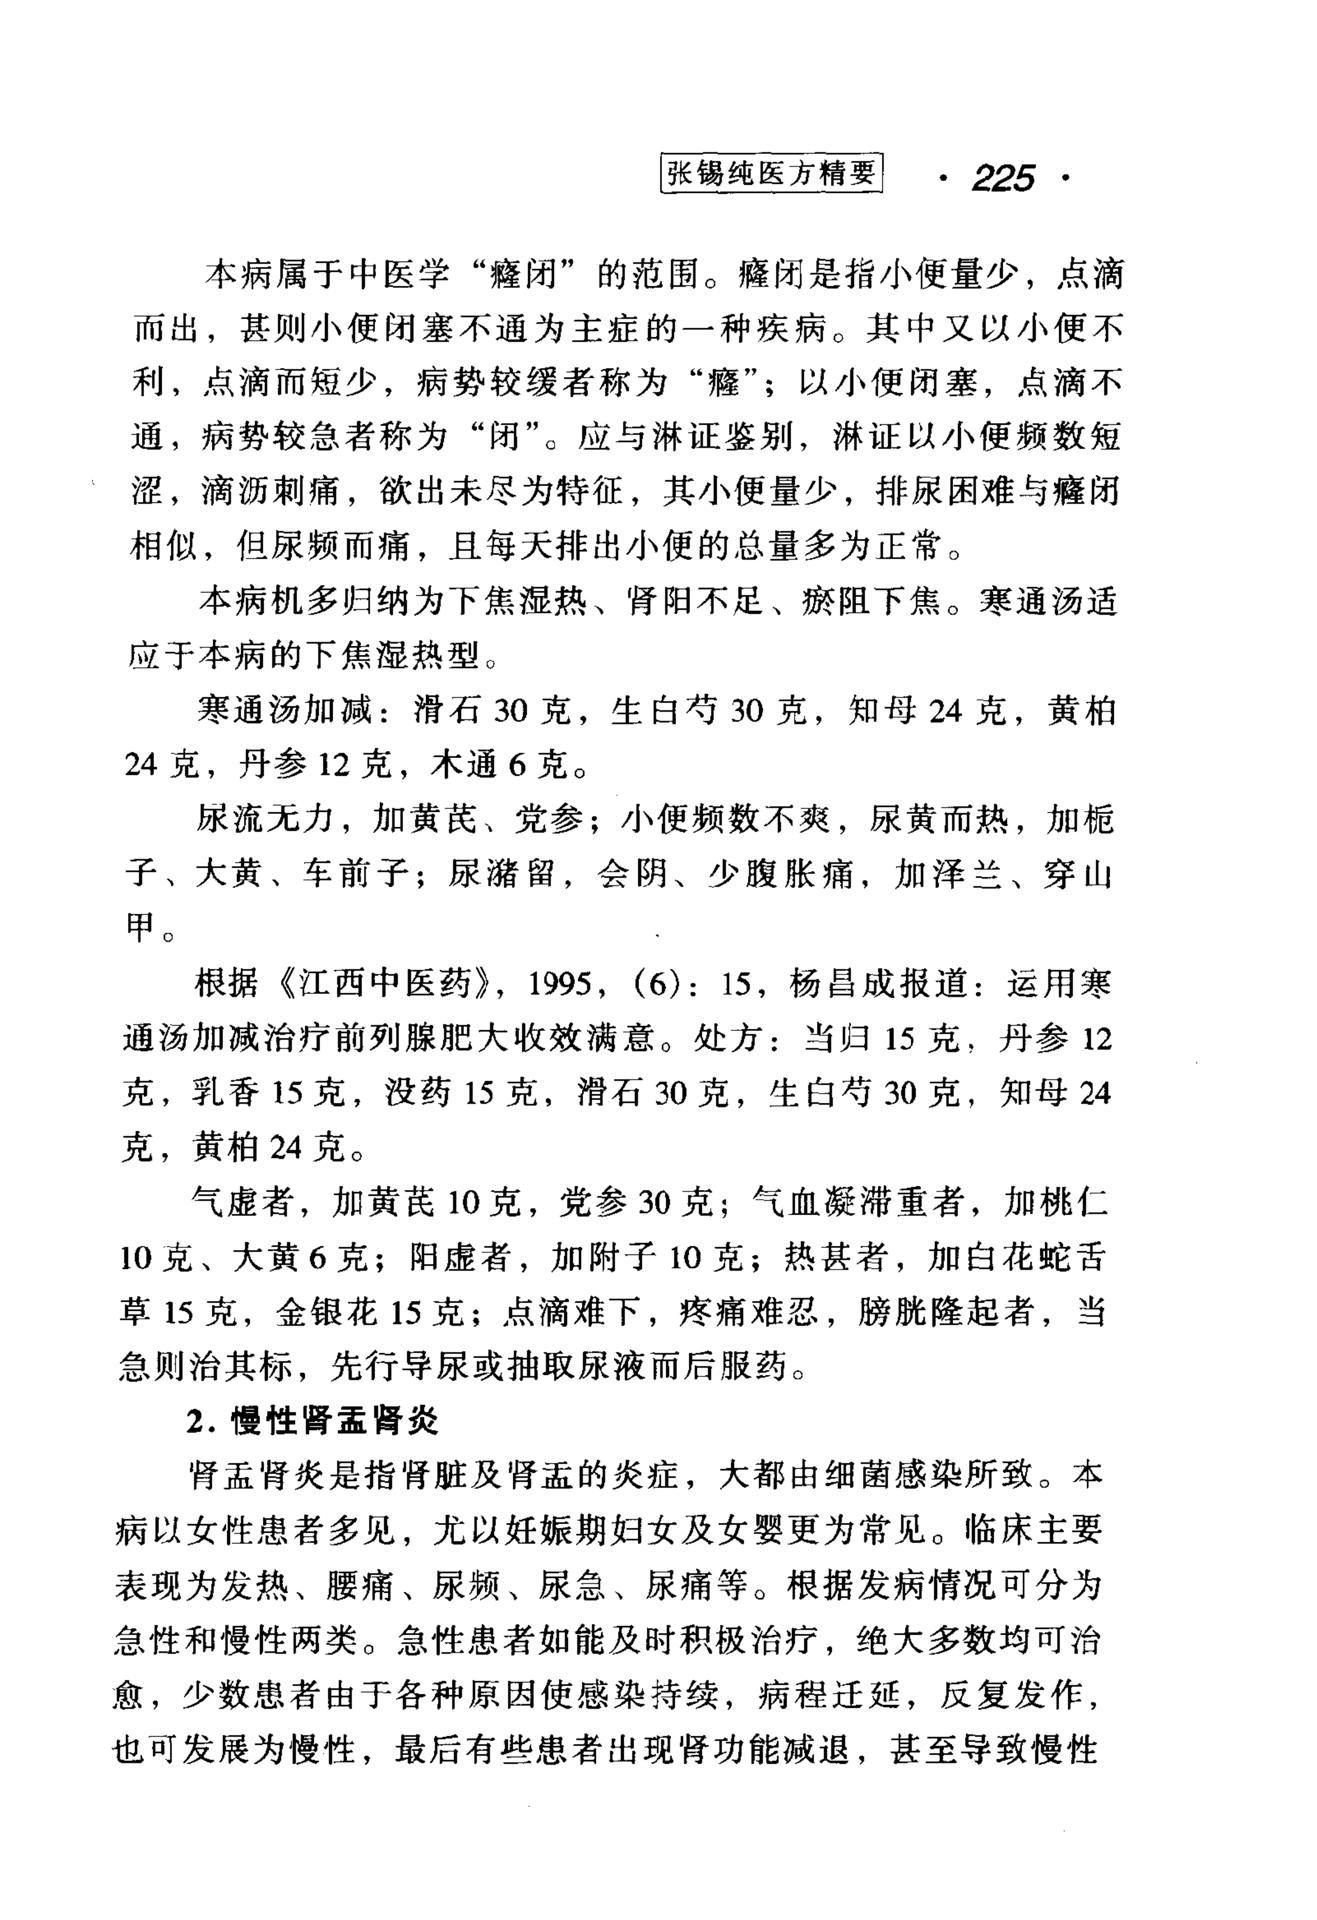 张锡纯医方精要 · 225 ·
本病属于中医学“癃闭”的范围。癃闭是指小便量少，点滴
而出，甚则小便闭塞不通为主症的一种疾病。其中又以小便不
利，点滴而短少，病势较缓者称为“癃”；以小便闭塞，点滴不
通，病势较急者称为“闭”。应与淋证鉴别，淋证以小便频数短
涩，滴沥刺痛，欲出未尽为特征，其小便量少，排尿困难与癃闭
相似，但尿频而痛，且每天排出小便的总量多为正常。
本病机多归纳为下焦湿热、肾阳不足、瘀阻下焦。寒通汤适
应于本病的下焦湿热型。
寒通汤加减：滑石 30 克，生白芍 30 克，知母 24 克，黄柏
24 克，丹参 12 克，木通 6 克。
尿流无力，加黄芪、党参；小便频数不爽，尿黄而热，加栀
子、大黄、车前子；尿潴留，会阴、少腹胀痛，加泽兰、穿山
甲。
根据《江西中医药》，1995，（6）：15，杨昌成报道：运用寒
通汤加减治疗前列腺肥大收效满意。处方：当归 15 克，丹参 12
克，乳香 15 克，没药 15 克，滑石 30 克，生白芍 30 克，知母 24
克，黄柏 24 克。
气虚者，加黄芪 10 克，党参 30 克；气血凝滞重者，加桃仁
10 克、大黄 6 克；阳虚者，加附子 10 克；热甚者，加白花蛇舌
草 15 克，金银花 15 克；点滴难下，疼痛难忍，膀胱隆起者，当
急则治其标，先行导尿或抽取尿液而后服药。
2. 慢性肾盂肾炎
肾盂肾炎是指肾脏及肾盂的炎症，大都由细菌感染所致。本
病以女性患者多见，尤以妊娠期妇女及女婴更为常见。临床主要
表现为发热、腰痛、尿频、尿急、尿痛等。根据发病情况可分为
急性和慢性两类。急性患者如能及时积极治疗，绝大多数均可治
愈，少数患者由于各种原因使感染持续，病程迁延，反复发作，
也可发展为慢性，最后有些患者出现肾功能减退，甚至导致慢性